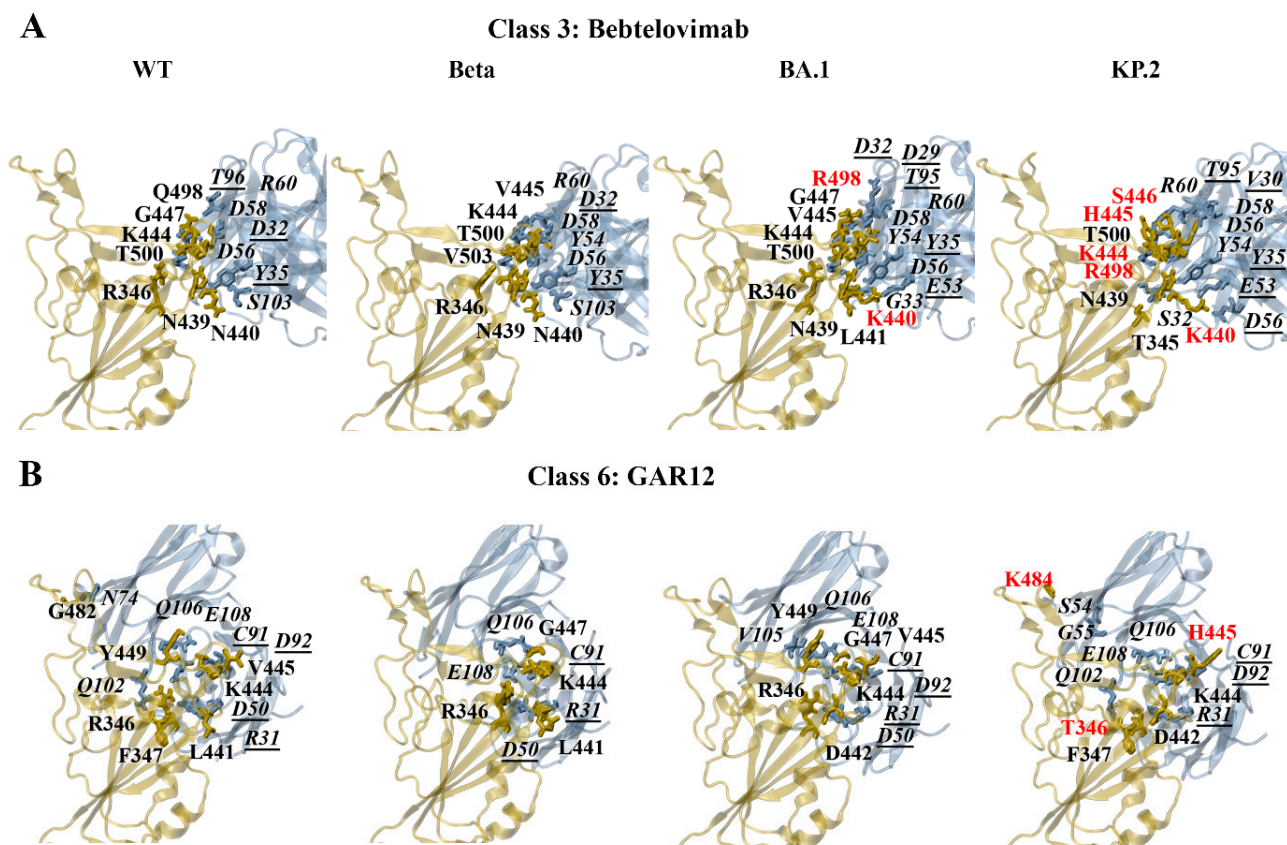 A
Class 3: Bebtelovimab
WT
Beta
BA.1
KP.2
T96
R60
Q498
D58
G447
D32
K444
D56
T500
Y35
R346
S103
N439
N440
V445
R60
D32
K444
D58
T500
Y54
V503
D56
Y35
R346
S103
N439
N440
D32
D29
R498
T95
G447
R60
V445
D58
K444
Y54
T500
Y35
D56
R346
E53
G33
K440
N439
L441
T95
R60
V30
S446
D58
H445
D56
T500
Y54
K444
Y35
R498
E53
N439
S32
D56
T345
K440
B
Class 6: GAR12
G482
N74
Q106
E108
C91
D92
Y449
V445
K444
Q102
D50
R346
R31
F347
L441
Q106
G447
E108
C91
K444
R346
R31
D50
L441
Q106
Y449
E108
V105
G447
V445
C91
R346
K444
D92
R31
D50
D442
K484
S54
G55
Q106
H445
E108
C91
Q102
D92
K444
T346
R31
D442
F347